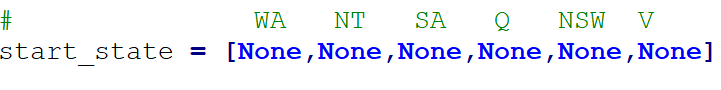 # WA NT SA Q NSW V
start_state = [None,None,None,None,None,None]